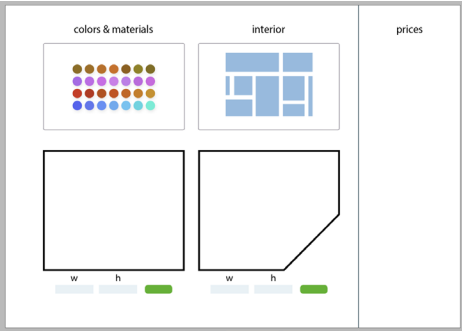 colors & materials
interior
prices
w h
w h